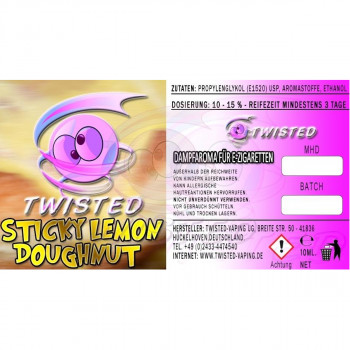 TWISTED
STICKY LEMON
DOUGHNUT
ZUTATEN: PROPYLENGLYKOL (E1520) USP, AROMASTOFFE, ETHANOL
DOSIERUNG: 10 - 15 % - REIFEZEIT MINDESTENS 3 TAGE
TWISTED
DAMPFAROMA FÜR E-ZIGARETTEN
AUßERHALB DER REICHWEITE
VON KINDERN AUFBEWAHREN.
KANN ALLERGISCHE
HAUTREAKTIONEN HERVORRUFEN.
NICHT UNVERDÜNNT VERWENDEN.
VOR GEBRAUCH SCHÜTTELN
KÜHL UND TROCKEN LAGERN.
MHD
BATCH
HERSTELLER: TWISTED-VAPING UG, BREITE STR. 50 - 41836
HÜCKELHOVEN,DEUTSCHLAND.
TEL. +49 (0)2433-4474540
WWW.TWISTED-VAPING.DE
Achtung
10ML.
NET